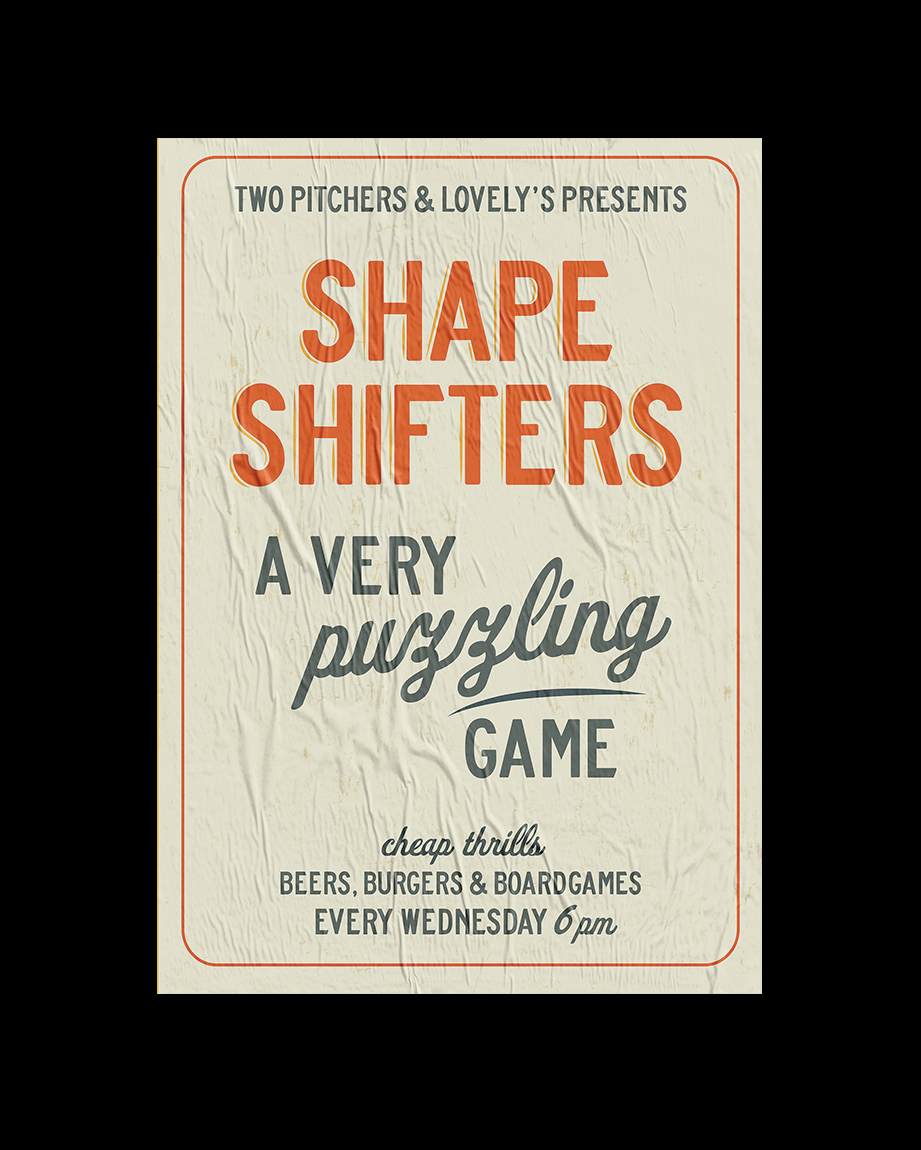 TWO PITCHERS & LOVELY'S PRESENTS
SHAPE
SHIFTERS
A VERY
puzzling
GAME
cheap thrills
BEERS, BURGERS & BOARDGAMES
EVERY WEDNESDAY 6pm